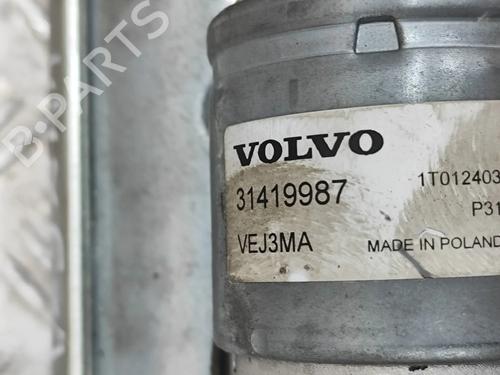 B-PARTS
VOLVO
31419987
1T012403
P31
VEJ3MA
MADE IN POLAND